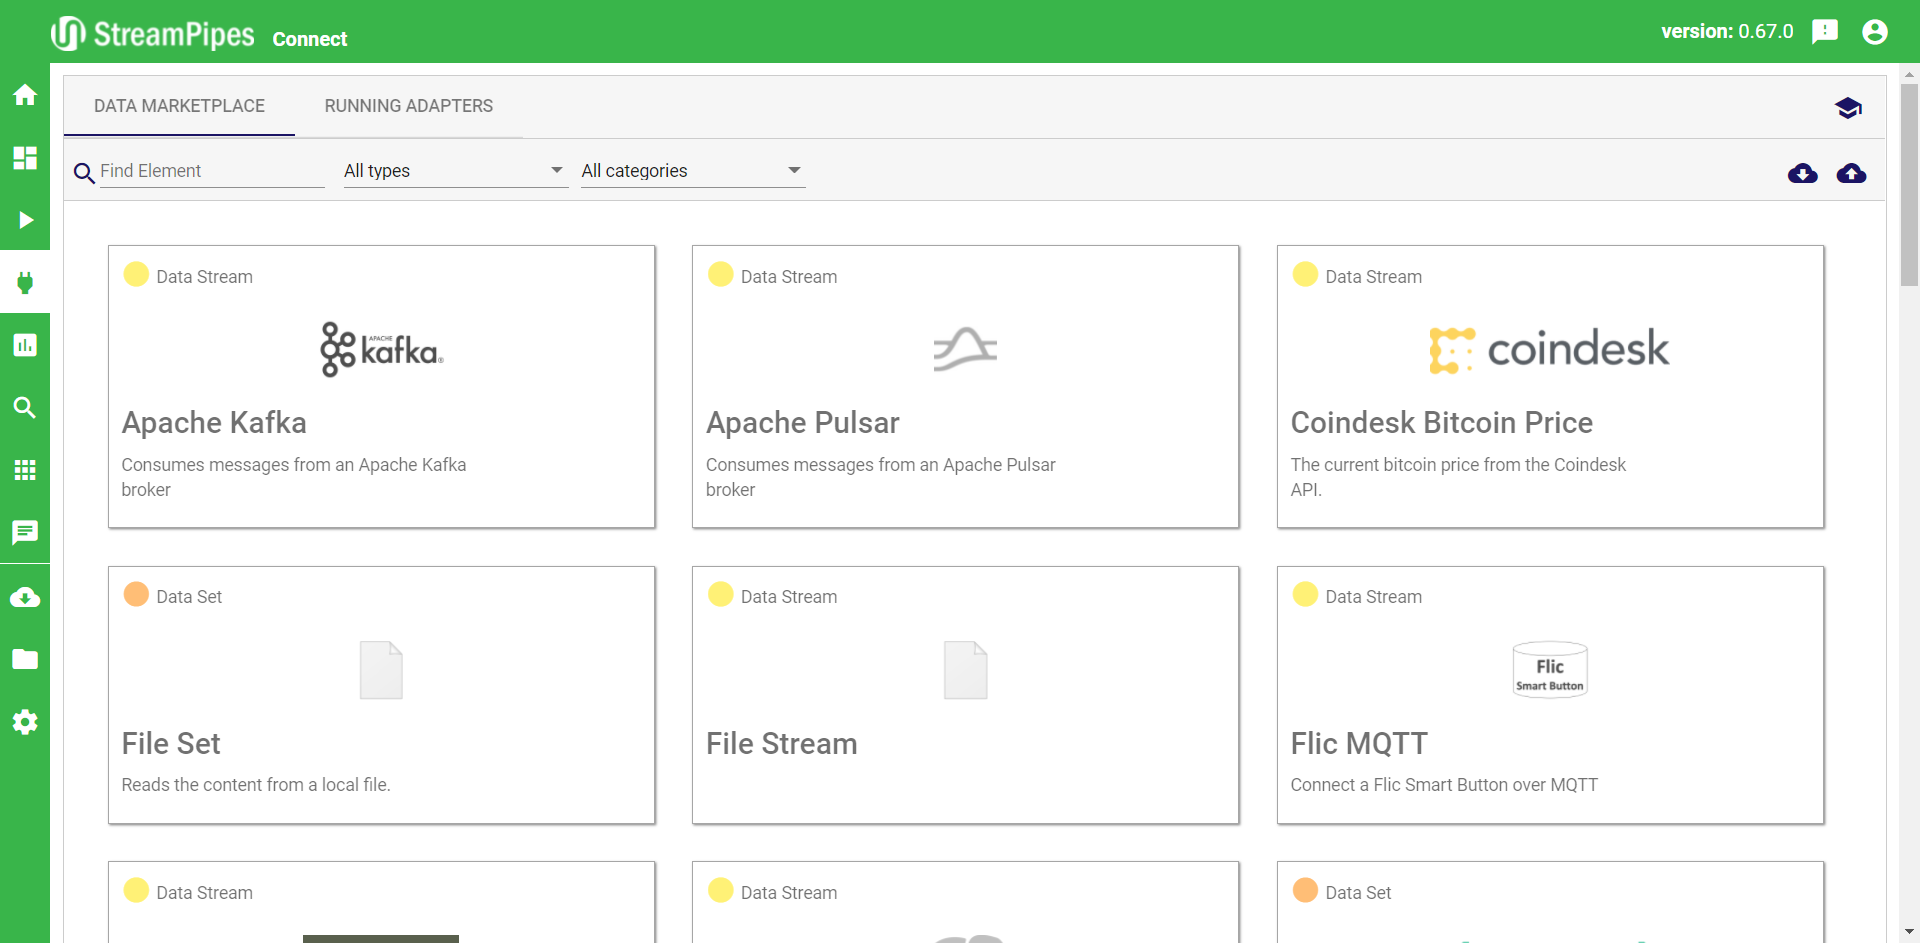 StreamPipes Connect
version: 0.67.0
DATA MARKETPLACE
RUNNING ADAPTERS
Find Element
All types
All categories
Data Stream
APACHE
kafka®
Apache Kafka
Consumes messages from an Apache Kafka
broker
Data Stream
Apache Pulsar
Consumes messages from an Apache Pulsar
broker
Data Stream
coindesk
Coindesk Bitcoin Price
The current bitcoin price from the Coindesk
API.
Data Set
File Set
Reads the content from a local file.
Data Stream
File Stream
Data Stream
Flic
Smart Button
Flic MQTT
Connect a Flic Smart Button over MQTT
Data Stream
Data Stream
Data Set